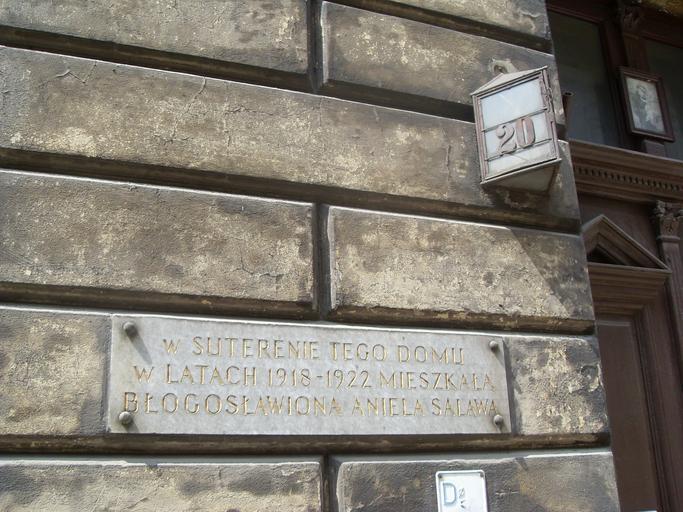 20
W SUTERENIE TEGO DOMU
W LATACH 1918-1922 MIESZKAŁA
BŁOGOSŁAWIONA ANIELA SALAWA
D